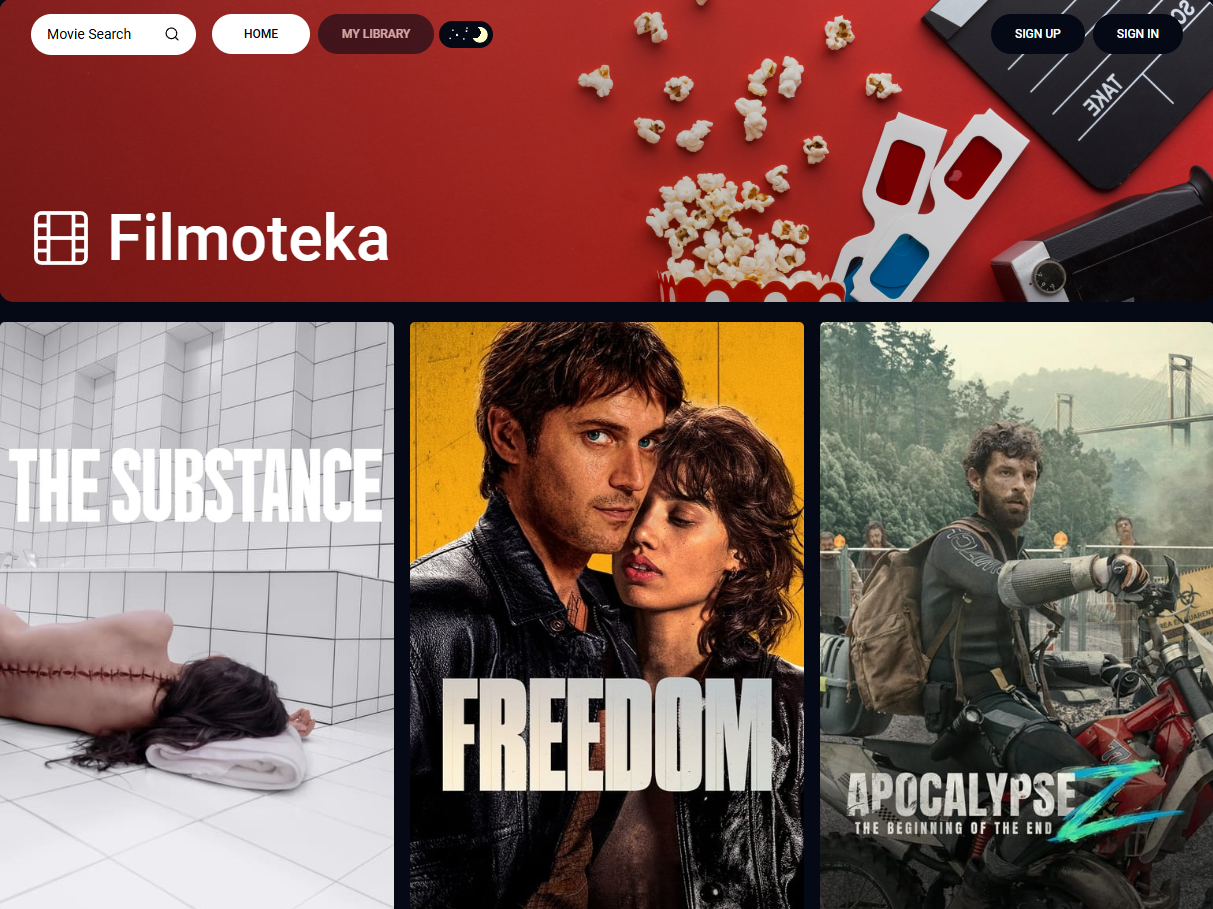 Movie Search
HOME
MY LIBRARY
SIGN UP
SIGN IN
TAKE
Filmoteka
THE SUBSTANCE
FREEDOM
APOCALYPSE Z
THE BEGINNING OF THE END